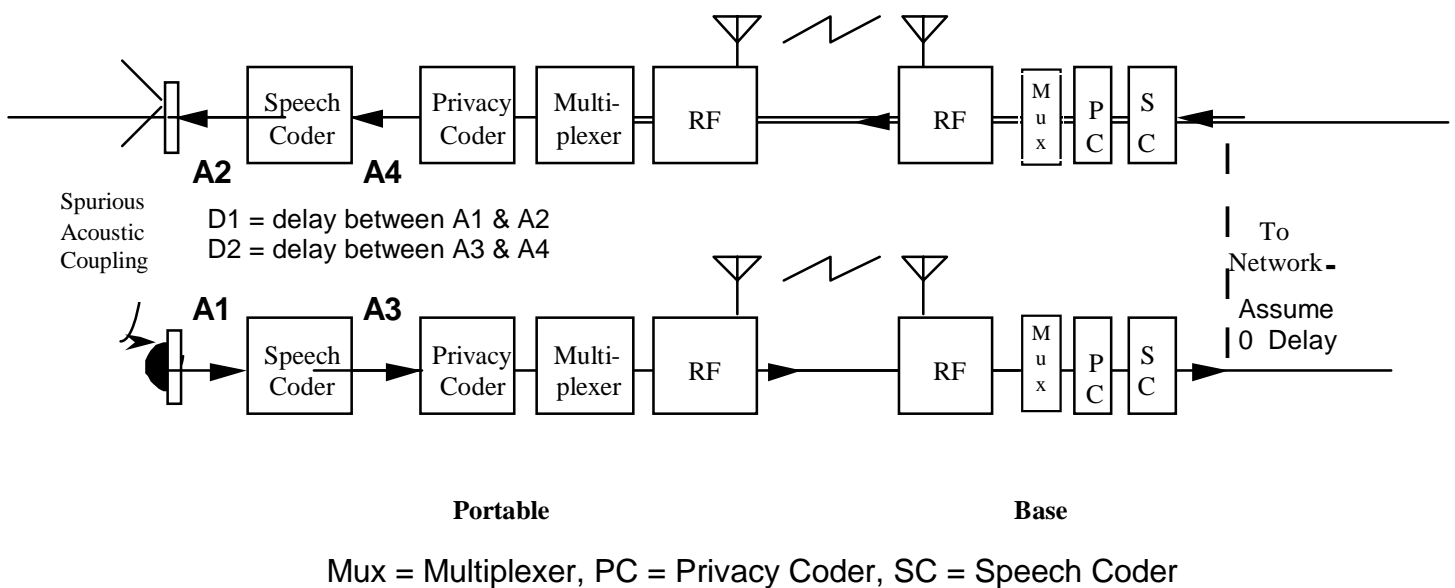 Speech
Coder
Privacy
Coder
Multi-
plexer
RF
RF
M
u
x
P
C
S
C
A2
A4
Spurious
Acoustic
Coupling
D1 = delay between A1 & A2
D2 = delay between A3 & A4
To
Network-
Assume
0 Delay
A1
A3
Speech
Coder
Privacy
Coder
Multi-
plexer
RF
RF
M
u
x
P
C
S
C
Portable
Base
Mux = Multiplexer, PC = Privacy Coder, SC = Speech Coder